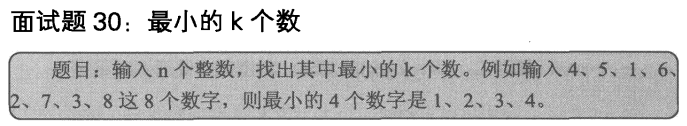 面试题 30：最小的 k 个数
题目：输入 n 个整数，找出其中最小的 k 个数。例如输入 4、5、1、6、
2、7、3、8 这 8 个数字，则最小的 4 个数字是 1、2、3、4。